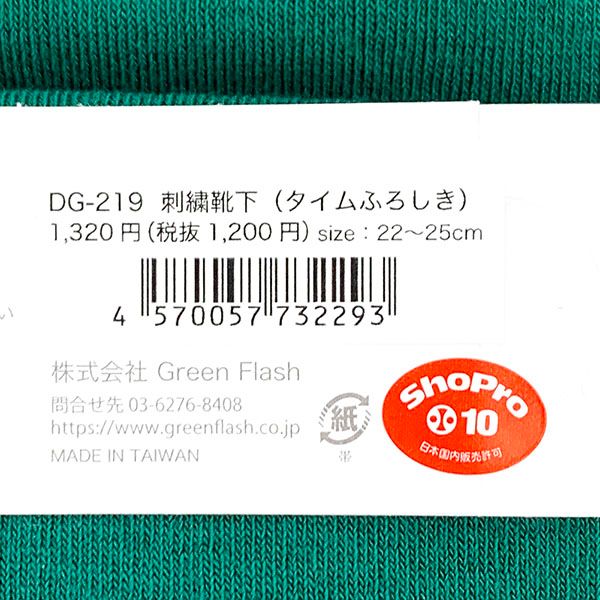 DG-219 刺繍靴下（タイムふろしき）
1,320円（税抜1,200円）size：22～25cm
4 570057 732293
い
株式会社 Green Flash
問合せ先 03-6276-8408
https://www.greenflash.co.jp
MADE IN TAIWAN
紙
帯
ShoPro
10
日本国内販売許可